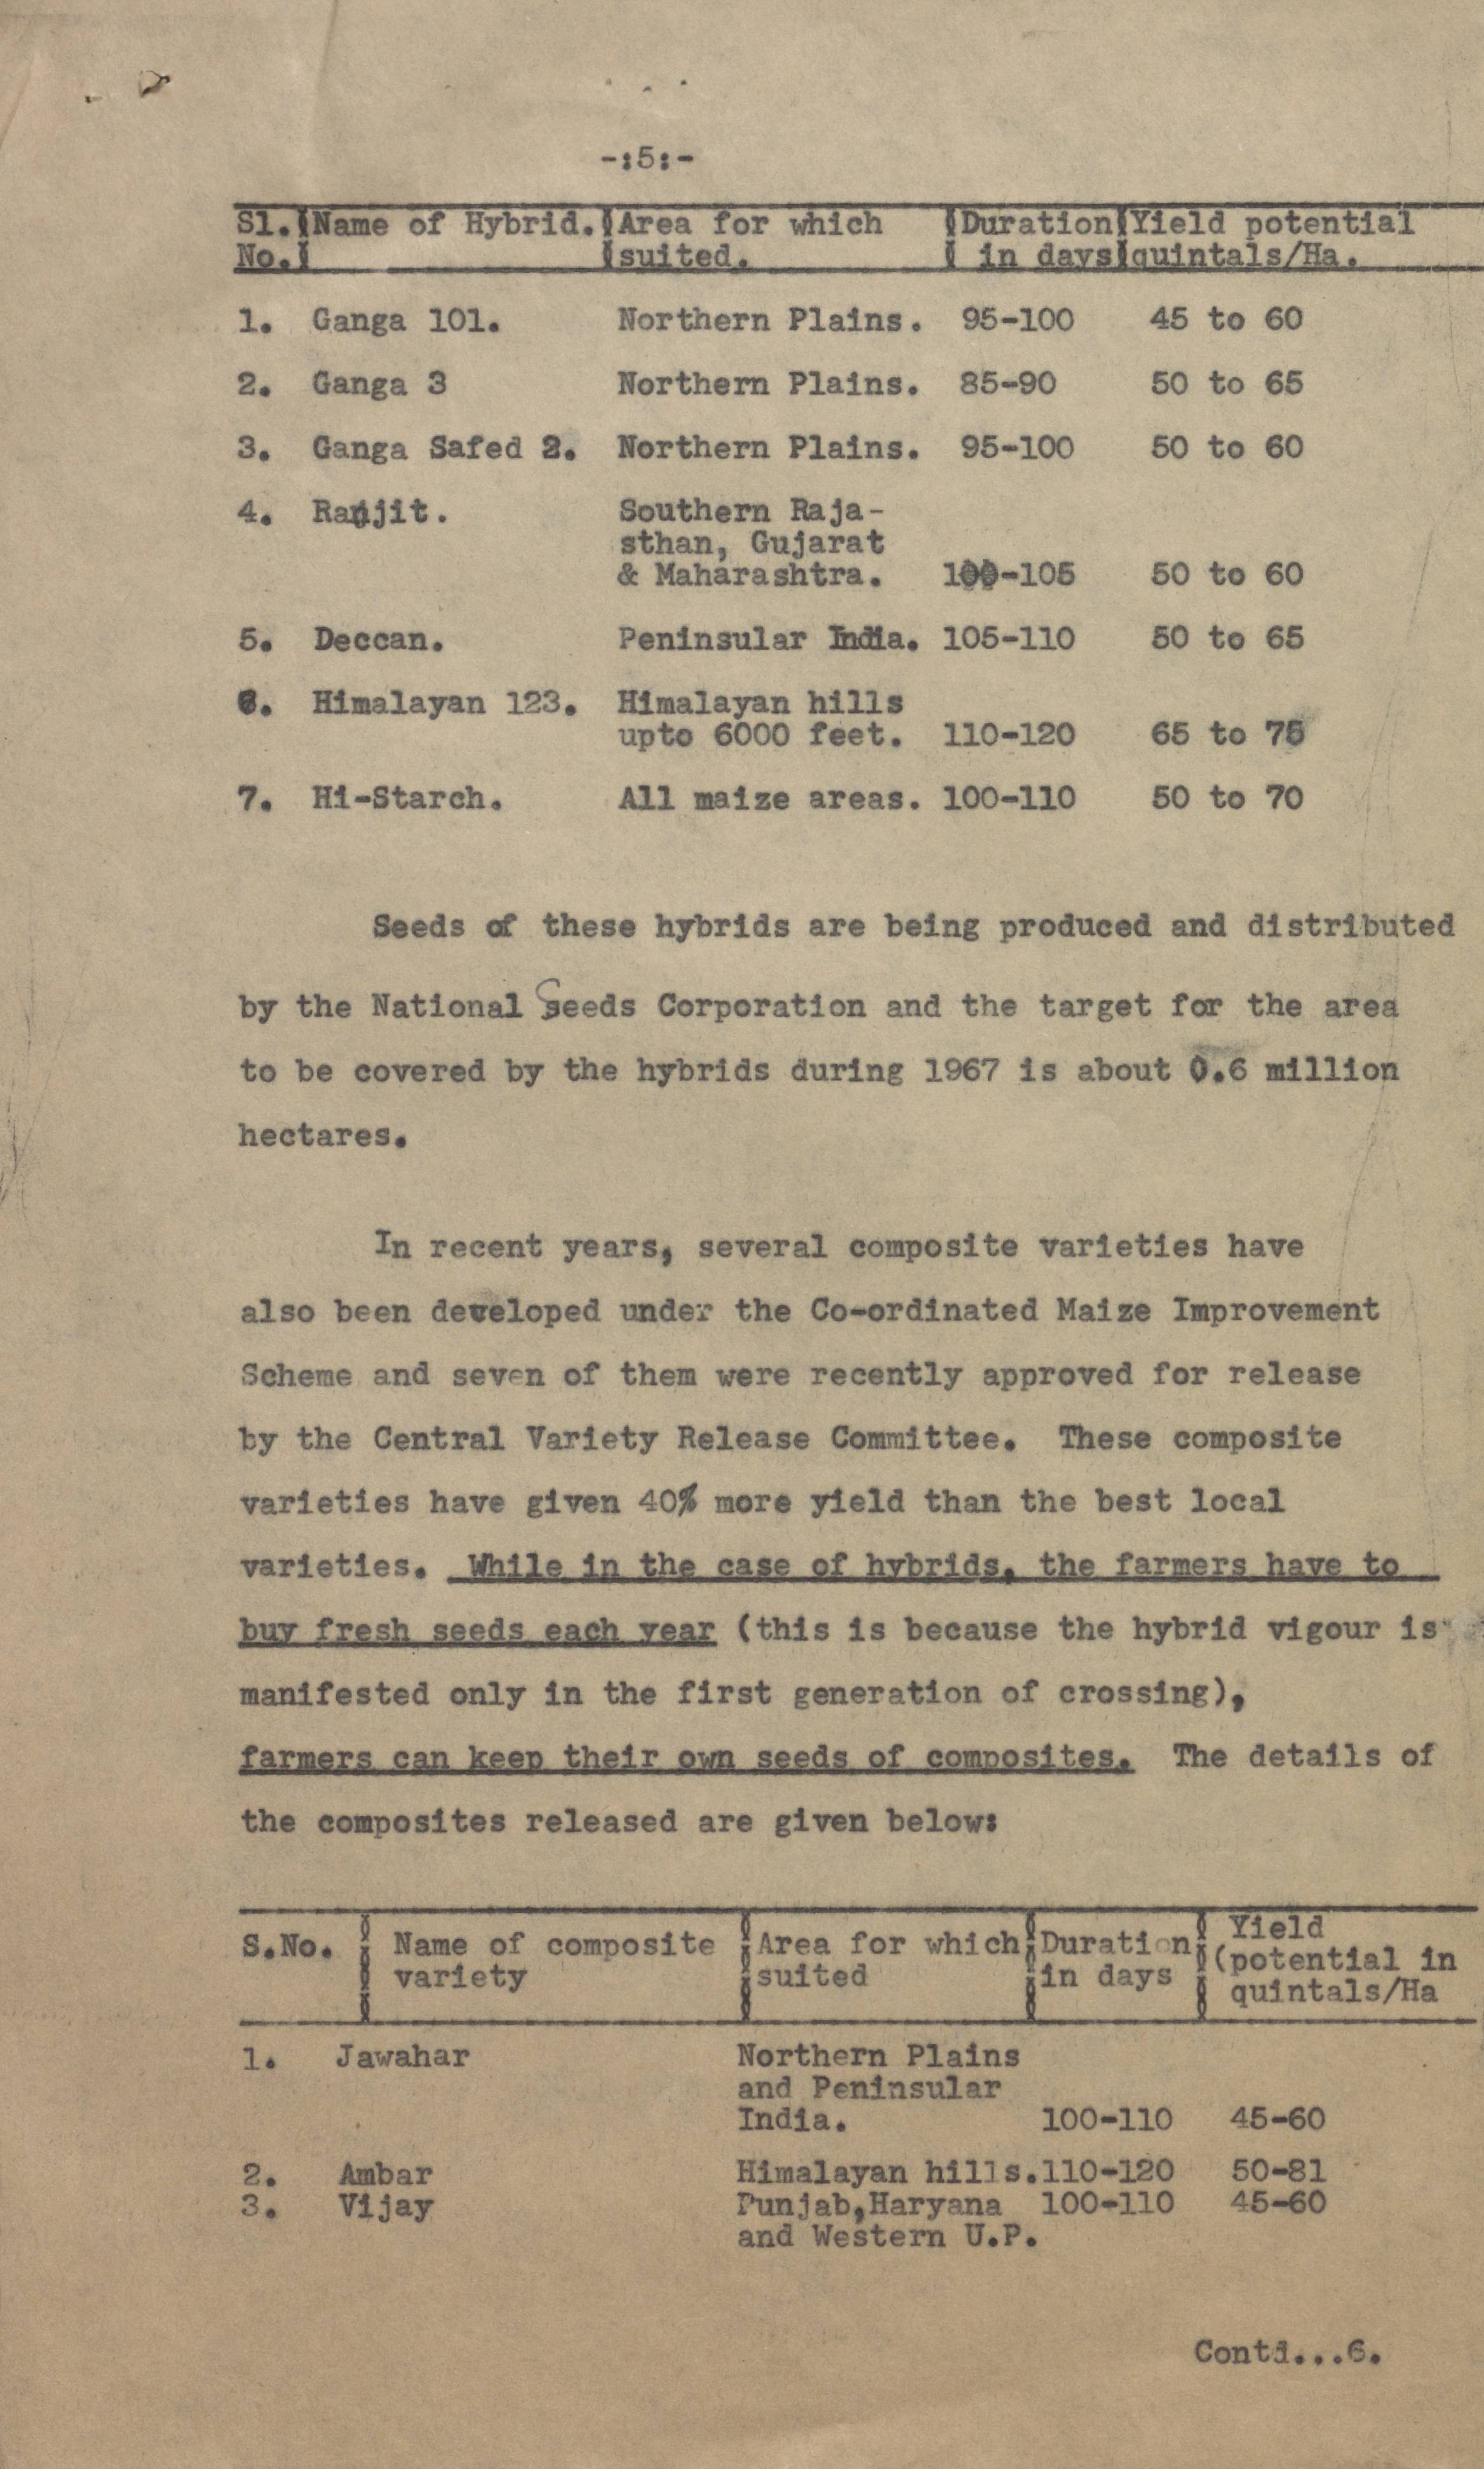 -:5:-
Sl. Name of Hybrid. Area for which Duration Yield potential
No. suited. in days quintals/Ha.
1. Ganga 101. Northern Plains. 95-100 45 to 60
2. Ganga 3 Northern Plains. 85-90 50 to 65
3. Ganga Safed 2. Northern Plains. 95-100 50 to 60
4. Ranjit. Southern Raja-
sthan, Gujarat
& Maharashtra. 100-105 50 to 60
5. Deccan. Peninsular India. 105-110 50 to 65
6. Himalayan 123. Himalayan hills
upto 6000 feet. 110-120 65 to 75
7. Hi-Starch. All maize areas. 100-110 50 to 70
Seeds of these hybrids are being produced and distributed
by the National Seeds Corporation and the target for the area
to be covered by the hybrids during 1967 is about 0.6 million
hectares.
In recent years, several composite varieties have
also been developed under the Co-ordinated Maize Improvement
Scheme and seven of them were recently approved for release
by the Central Variety Release Committee. These composite
varieties have given 40% more yield than the best local
varieties. While in the case of hybrids, the farmers have to
buy fresh seeds each year (this is because the hybrid vigour is
manifested only in the first generation of crossing),
farmers can keep their own seeds of composites. The details of
the composites released are given below:
S.No. Name of composite Area for which Duration Yield
variety suited in days (potential in
quintals/Ha
1. Jawahar Northern Plains
and Peninsular
India. 100-110 45-60
2. Ambar Himalayan hills. 110-120 50-81
3. Vijay Punjab,Haryana 100-110 45-60
and Western U.P.
Contd...6.